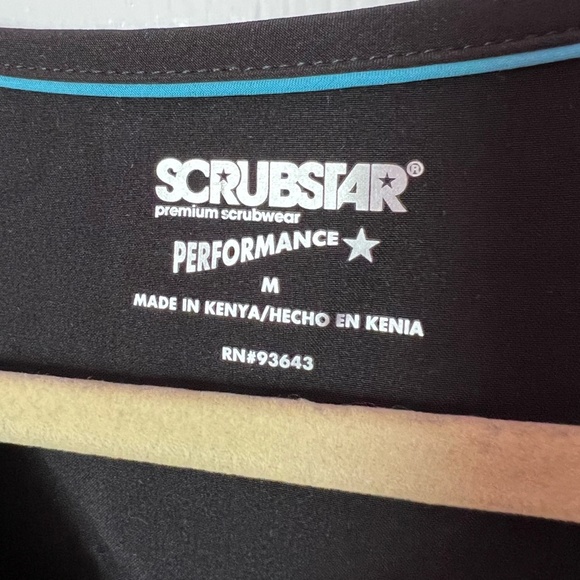 SCRUBSTAR®
premium scrubwear
PERFORMANCE
M
MADE IN KENYA/HECHO EN KENIA
RN#93643